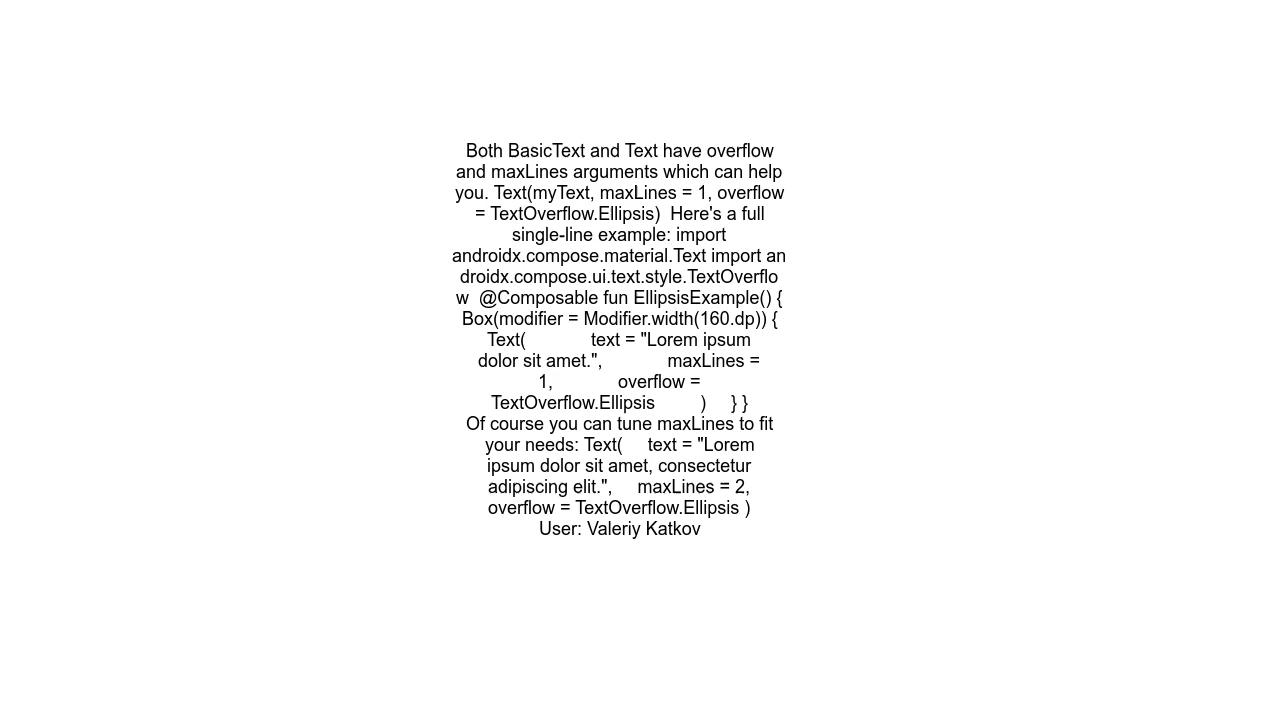 Both BasicText and Text have overflow
and maxLines arguments which can help
you. Text(myText, maxLines = 1, overflow
= TextOverflow.Ellipsis)  Here's a full
single-line example: import
androidx.compose.material.Text import an
droidx.compose.ui.text.style.TextOverflo
w  @Composable fun EllipsisExample() {
Box(modifier = Modifier.width(160.dp)) {
Text(             text = "Lorem ipsum
dolor sit amet.",             maxLines =
1,             overflow =
TextOverflow.Ellipsis         )     } }
Of course you can tune maxLines to fit
your needs: Text(     text = "Lorem
ipsum dolor sit amet, consectetur
adipiscing elit.",     maxLines = 2,
overflow = TextOverflow.Ellipsis )
User: Valeriy Katkov